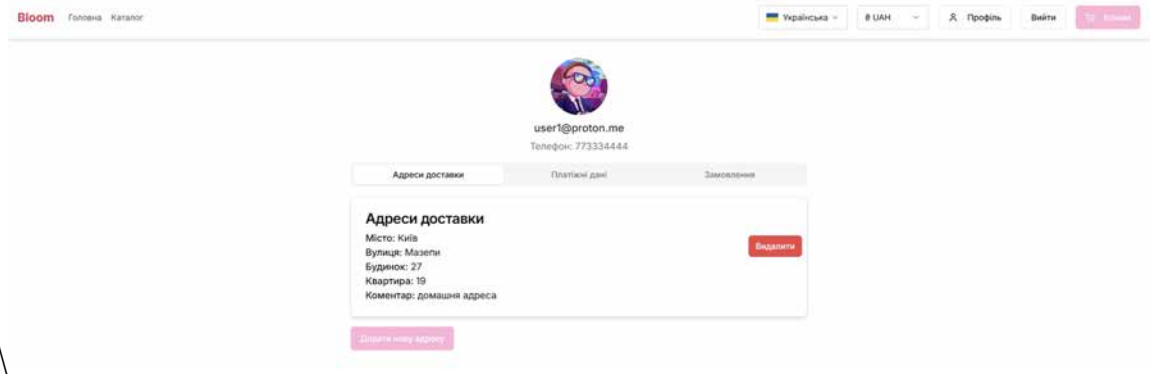 Bloom Головна Каталог Українська ₴ UAH Профіль Вийти Кошик
user1@proton.me
Телефон: 773334444
Адреси доставки Платіжні дані Замовлення
Адреси доставки
Місто: Київ
Вулиця: Мазепи
Будинок: 27
Квартира: 19
Коментар: домашня адреса
Видалити
Додати нову адресу